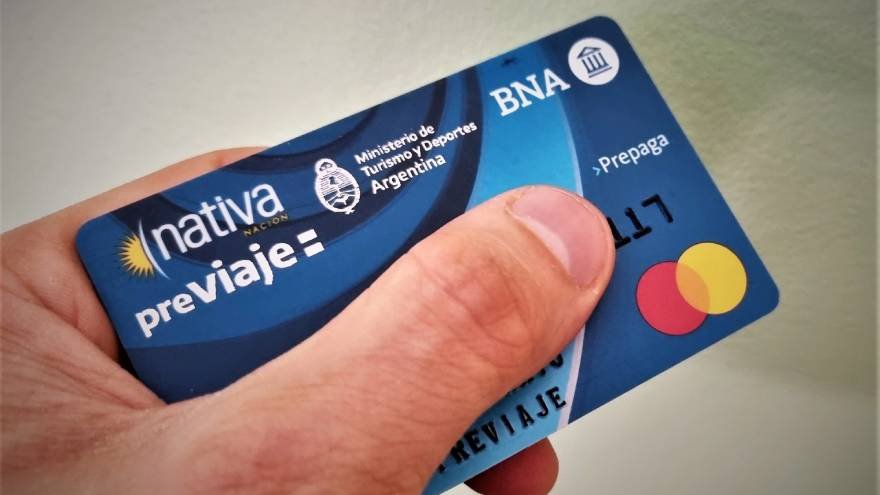 BNA
Ministerio de
Turismo y Deportes
Argentina
nativa
NACIÓN
preViaje
›Prepaga
PREVIAJE